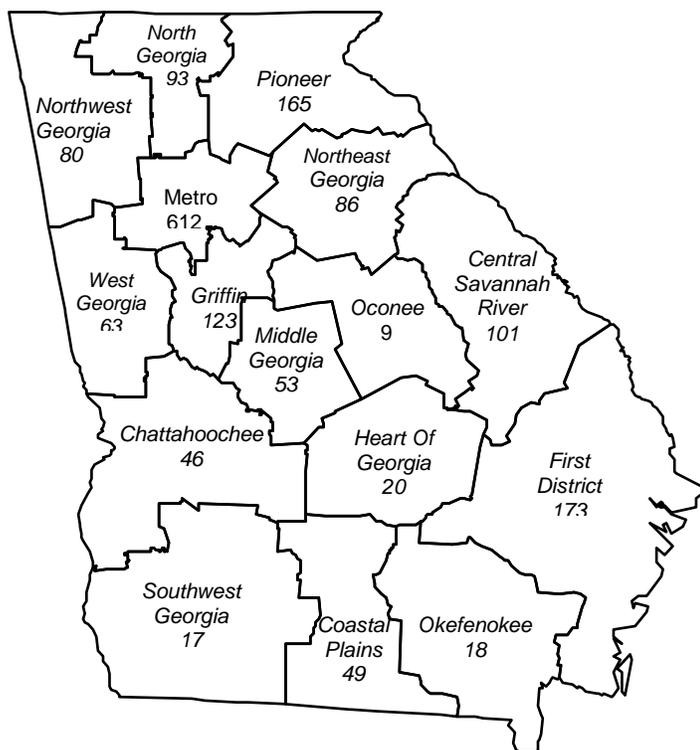 North
Georgia
93
Pioneer
165
Northwest
Georgia
80
Northeast
Georgia
86
Metro
612
Central
Savannah
River
101
West
Georgia
63
Griffin
123
Oconee
9
Middle
Georgia
53
Chattahoochee
46
Heart Of
Georgia
20
First
District
173
Southwest
Georgia
17
Coastal
Plains
49
Okefenokee
18